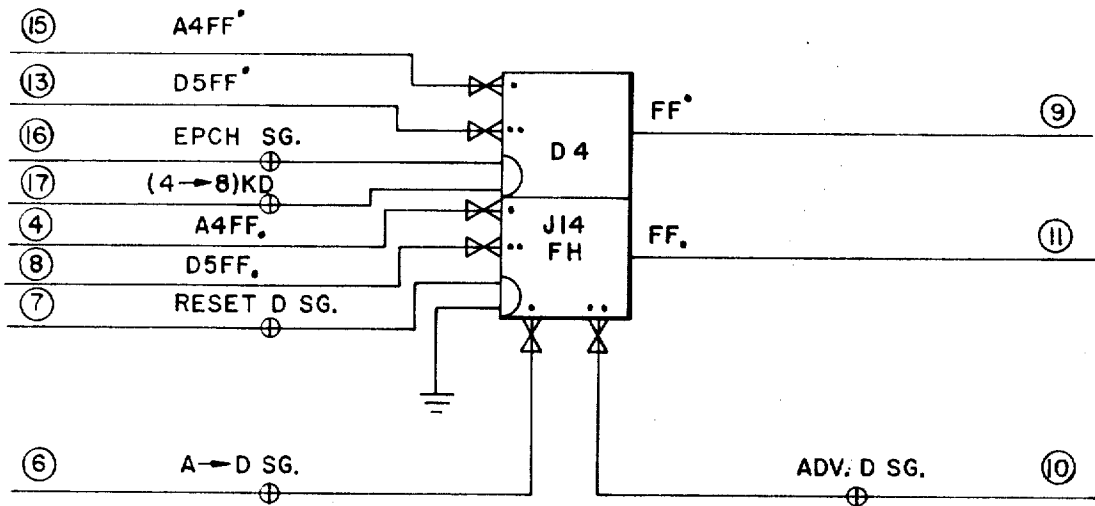 15 A4FF•
13 D5FF•
16 EPCH SG.
17 (4→8)KD
4 A4FF.
8 D5FF.
7 RESET D SG.
D4
J14
FH
FF• 9
FF. 11
6 A→D SG.
ADV. D SG. 10